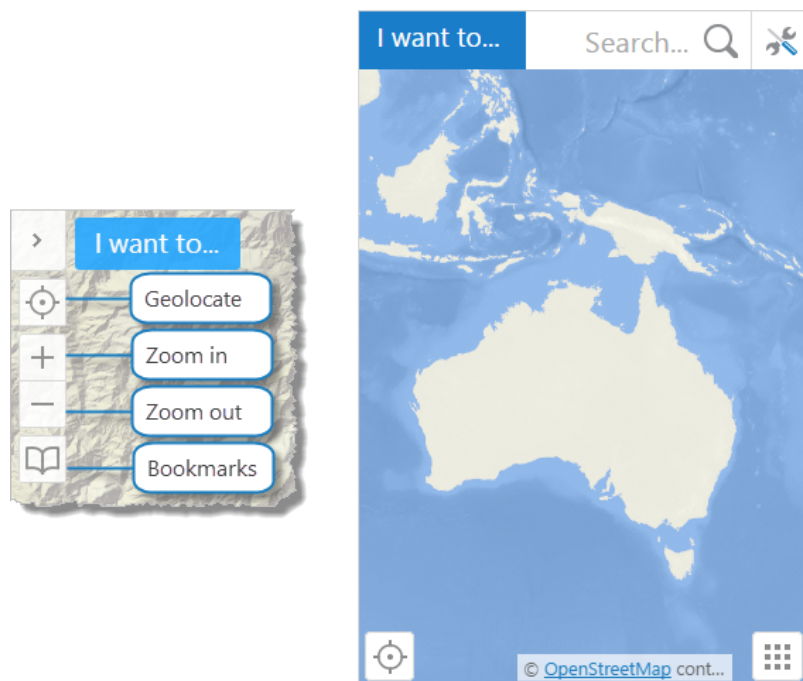 I want to...
Geolocate
Zoom in
Zoom out
Bookmarks
I want to...
Search...
© OpenStreetMap cont...